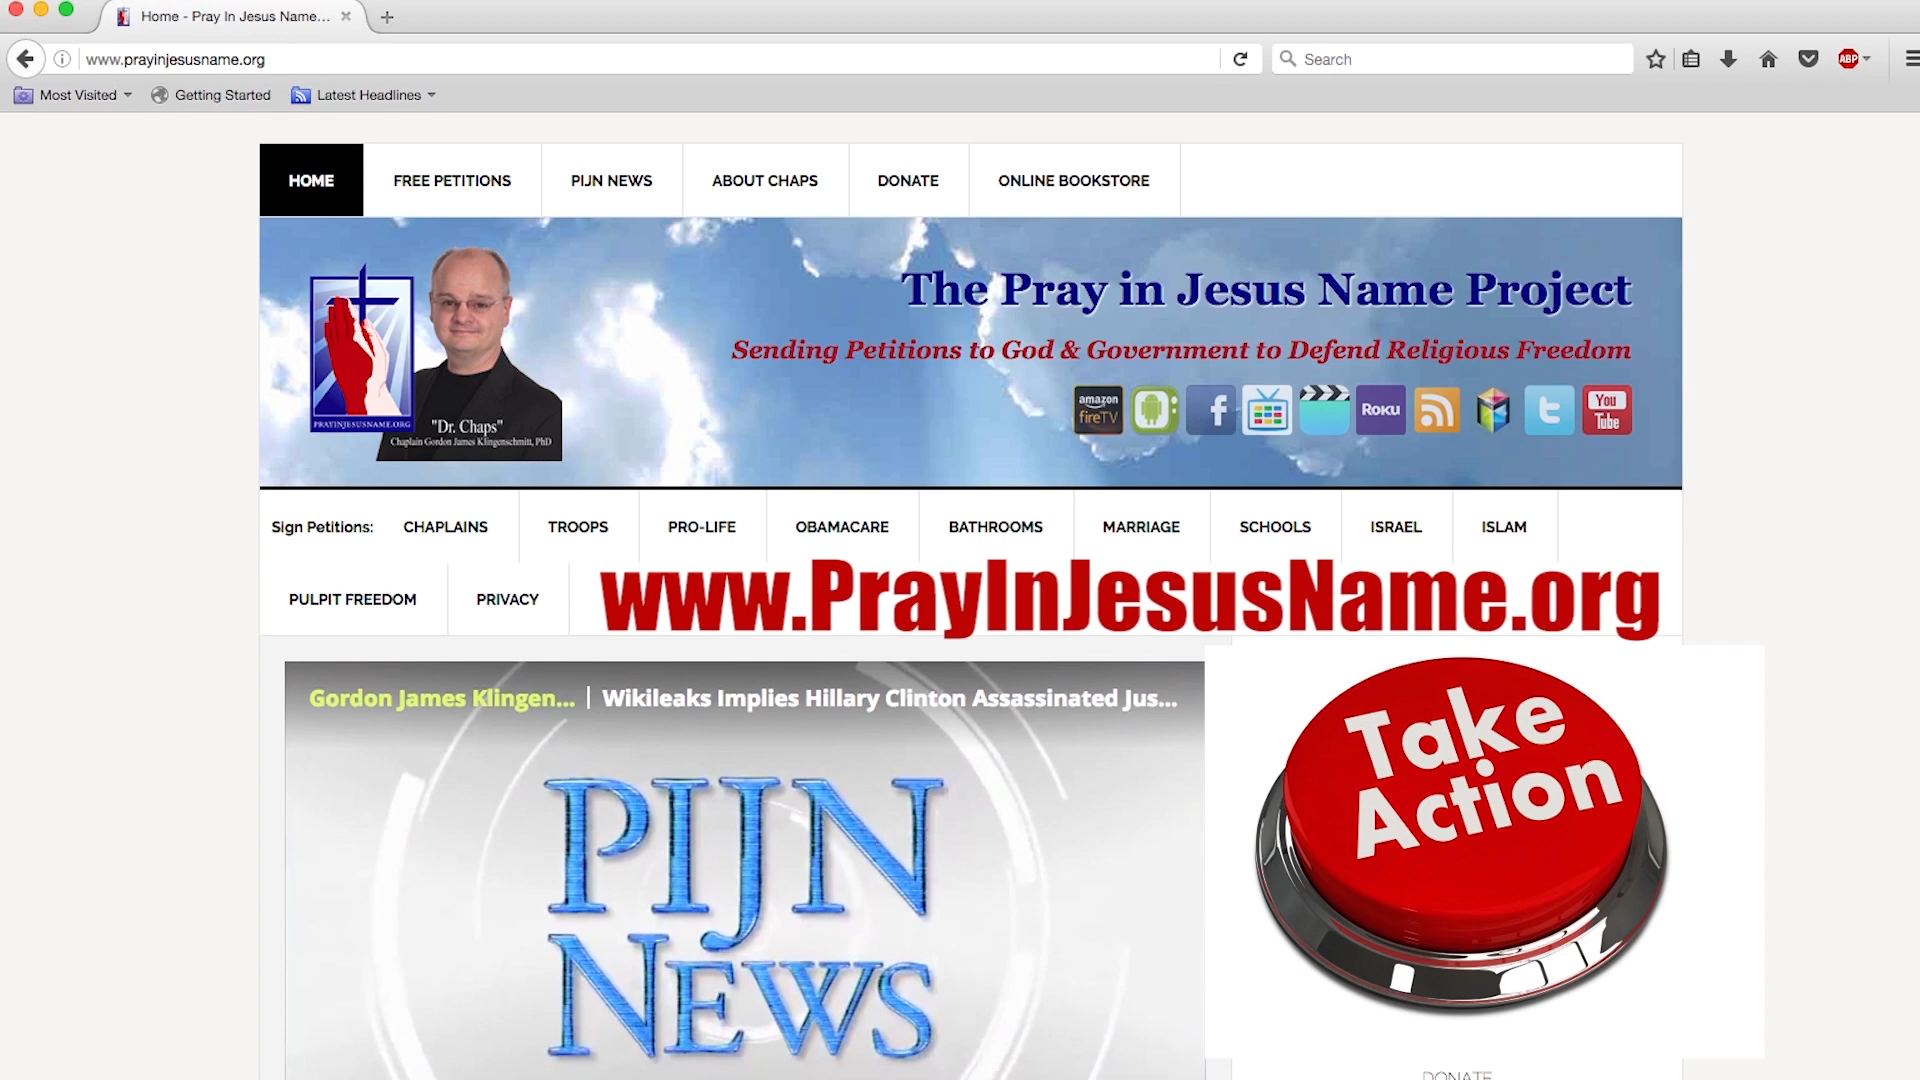 Home - Pray In Jesus Name...
www.prayinjesusname.org
Search
ABP
Most Visited
Getting Started
Latest Headlines
HOME
FREE PETITIONS
PIJN NEWS
ABOUT CHAPS
DONATE
ONLINE BOOKSTORE
The Pray in Jesus Name Project
Sending Petitions to God & Government to Defend Religious Freedom
PRAYINJESUSNAME.ORG
"Dr. Chaps"
Chaplain Gordon James Klingenschmitt, PhD
amazon
fireTV
f
Roku
t
You
Tube
Sign Petitions:
CHAPLAINS
TROOPS
PRO-LIFE
OBAMACARE
BATHROOMS
MARRIAGE
SCHOOLS
ISRAEL
ISLAM
PULPIT FREEDOM
PRIVACY
www.PrayInJesusName.org
Gordon James Klingen... | Wikileaks Implies Hillary Clinton Assassinated Jus...
PIJN
NEWS
Take
Action
DONATE